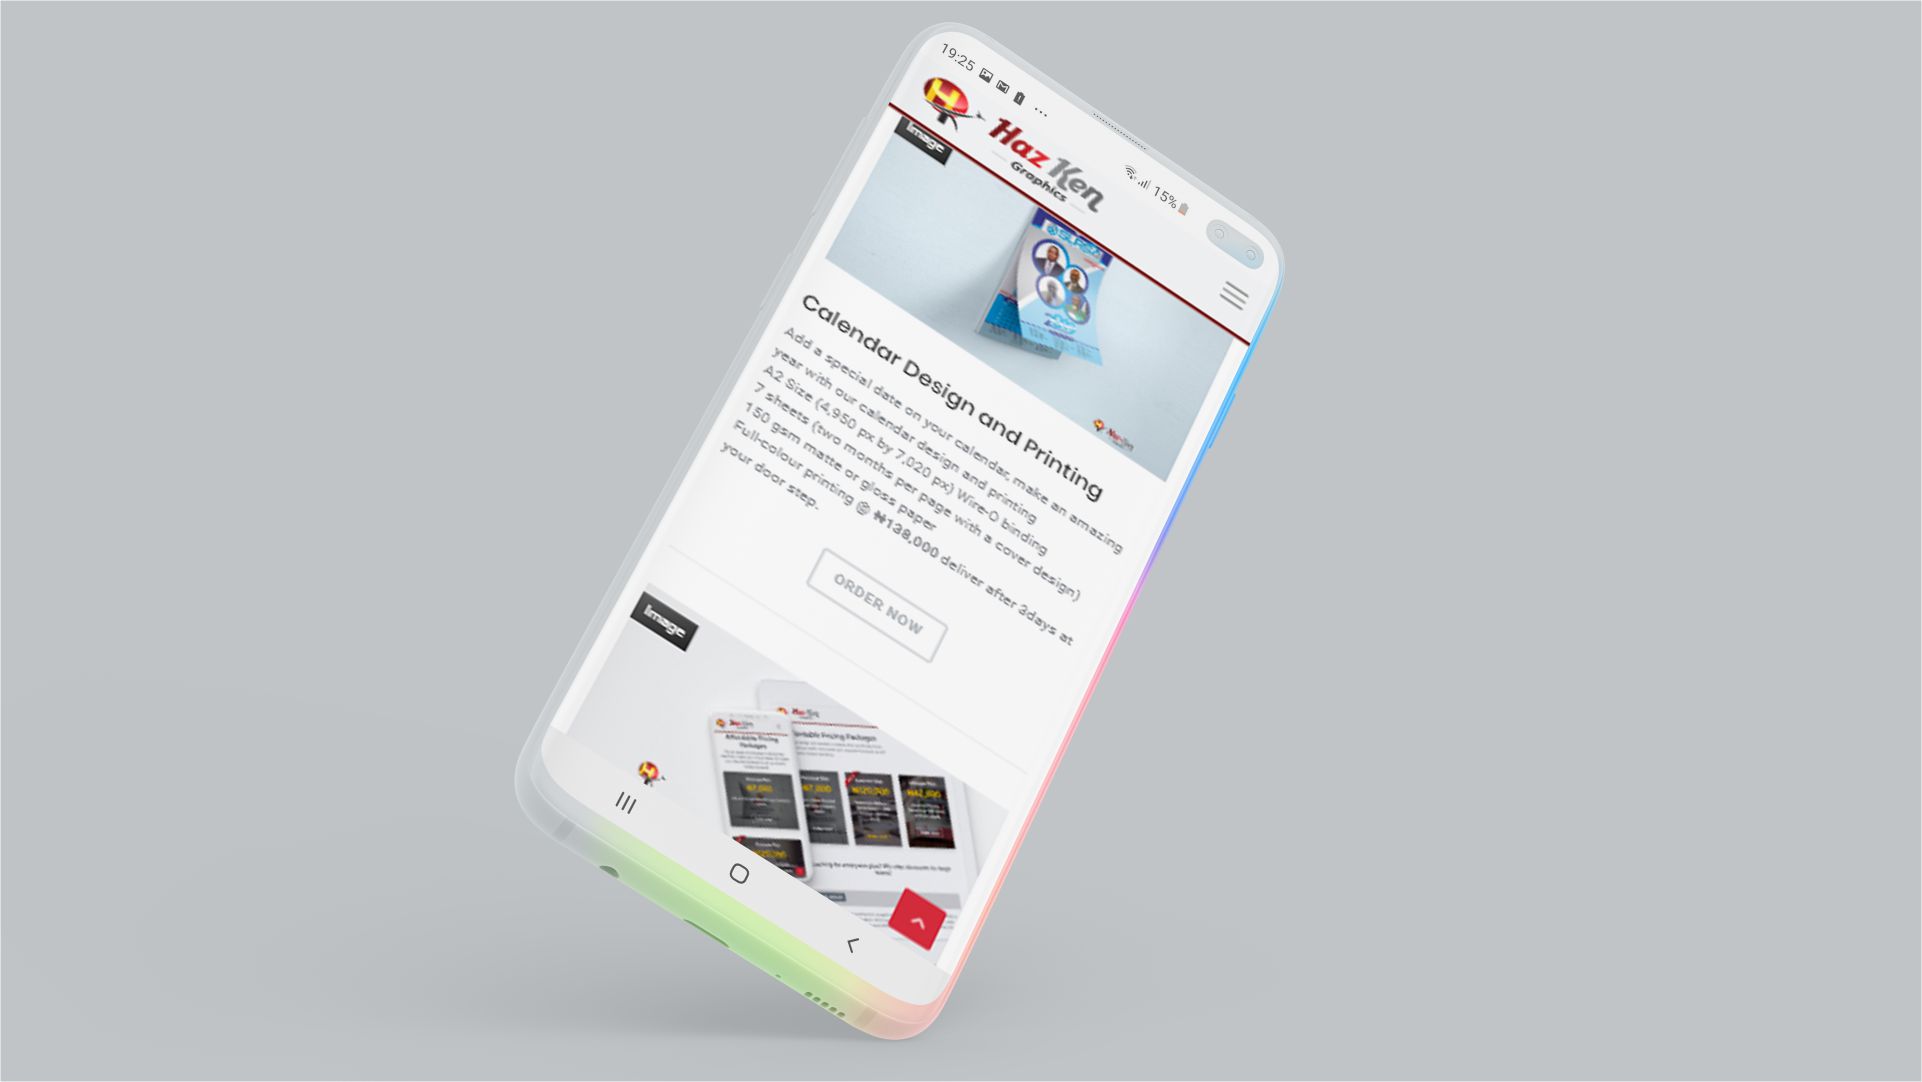 19:25
15%
H
Haz Ken
Graphics
Image
Calendar Design and Printing
Add a special date on your calendar, make an amazing
year with our calendar design and printing
A2 Size (4,950 px by 7,020 px) Wire-O binding
7 sheets (two months per page with a cover design)
150 gsm matte or gloss paper
Full-colour printing @ ₦138,000 deliver after 3days at
your door step.
ORDER NOW
Image
Affordable Pricing
Packages